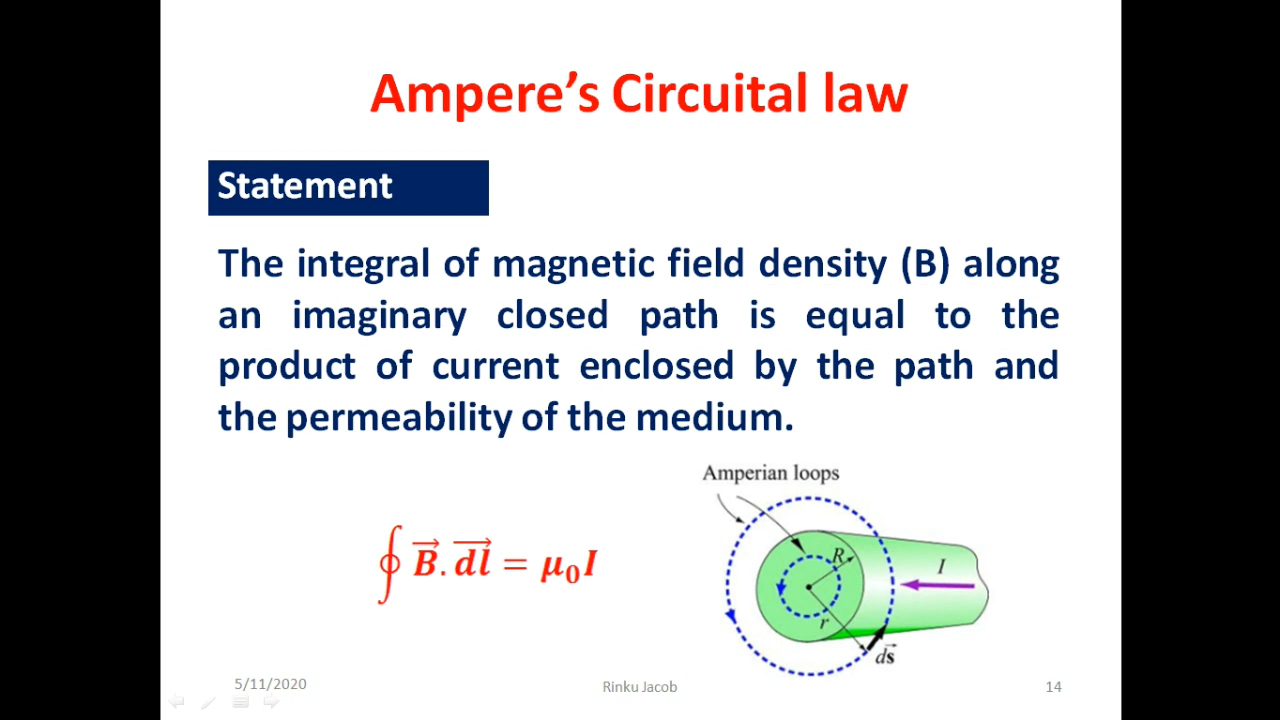 Ampere's Circuital law
Statement
The integral of magnetic field density (B) along
an imaginary closed path is equal to the
product of current enclosed by the path and
the permeability of the medium.
Amperian loops
∮ B⃗ . d⃗l = μ₀I
R
I
r
ds⃗
5/11/2020
Rinku Jacob
14